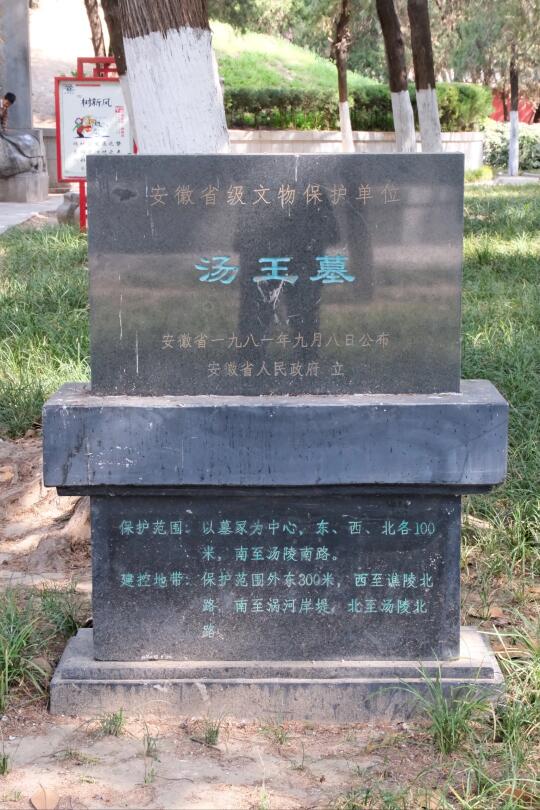 树新风
安徽省级文物保护单位
汤王墓
安徽省一九八一年九月八日公布
安徽省人民政府 立
保护范围：以墓冢为中心，东、西、北各100
米，南至汤陵南路。
建控地带：保护范围外东300米，西至谯陵北
路，南至涡河岸堤，北至汤陵北
路